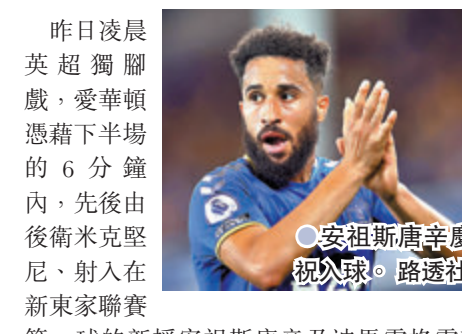 昨日凌晨
英超獨腳
戲，愛華頓
憑藉下半場
的6分鐘
內，先後由
後衛米克堅
尼、射入在
新東家聯賽
●安祖斯唐辛慶
祝入球。 路透社